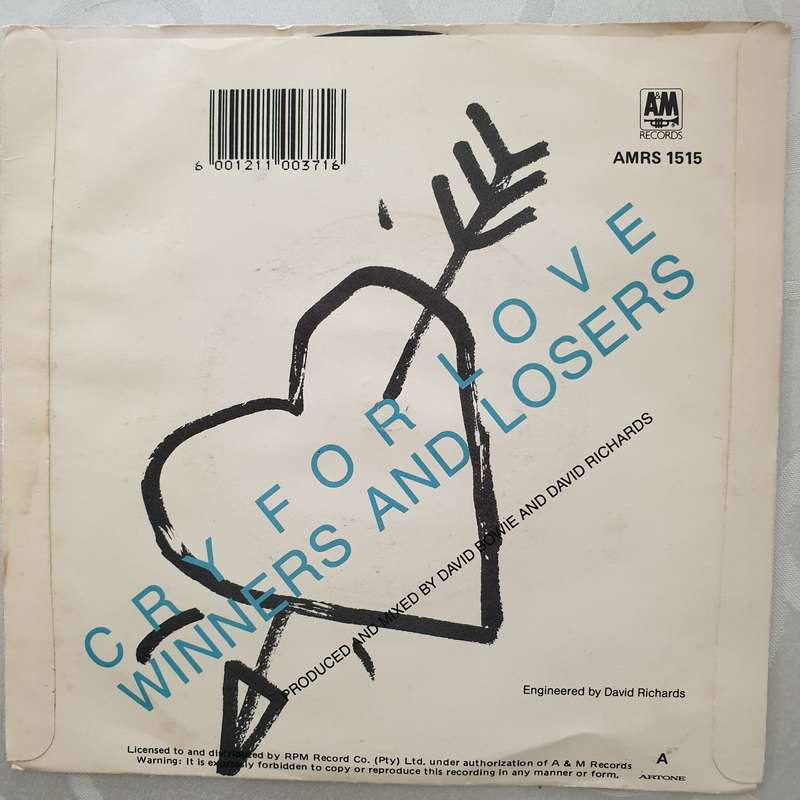 A&M
RECORDS
AMRS 1515
6 001211 003716
CRY FOR LOVE
WINNERS AND LOSERS
PRODUCED AND MIXED BY DAVID BOWIE AND DAVID RICHARDS
Engineered by David Richards
Licensed to and distributed by RPM Record Co. (Pty) Ltd. under authorization of A & M Records
Warning: It is expressly forbidden to copy or reproduce this recording in any manner or form.
A
ARTONE